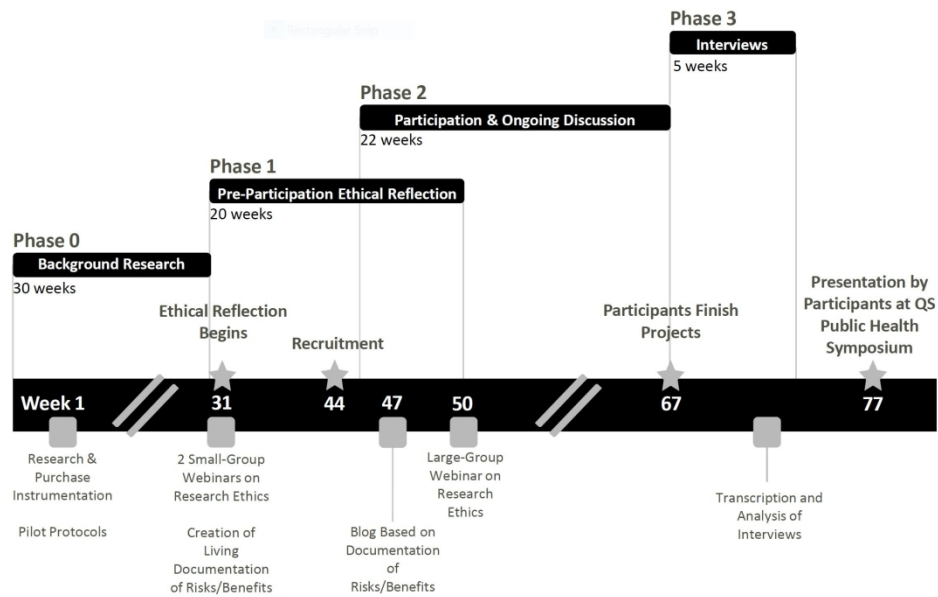 Phase 3
Interviews
5 weeks
Phase 2
Participation & Ongoing Discussion
22 weeks
Phase 1
Pre-Participation Ethical Reflection
20 weeks
Phase 0
Background Research
30 weeks
Ethical Reflection
Begins
Recruitment
Participants Finish
Projects
Presentation by
Participants at QS
Public Health
Symposium
Week 1
31
44
47
50
67
77
Research &
Purchase
Instrumentation
Pilot Protocols
2 Small-Group
Webinars on
Research Ethics
Creation of
Living
Documentation
of Risks/Benefits
Blog Based on
Documentation
of
Risks/Benefits
Large-Group
Webinar on
Research
Ethics
Transcription and
Analysis of
Interviews